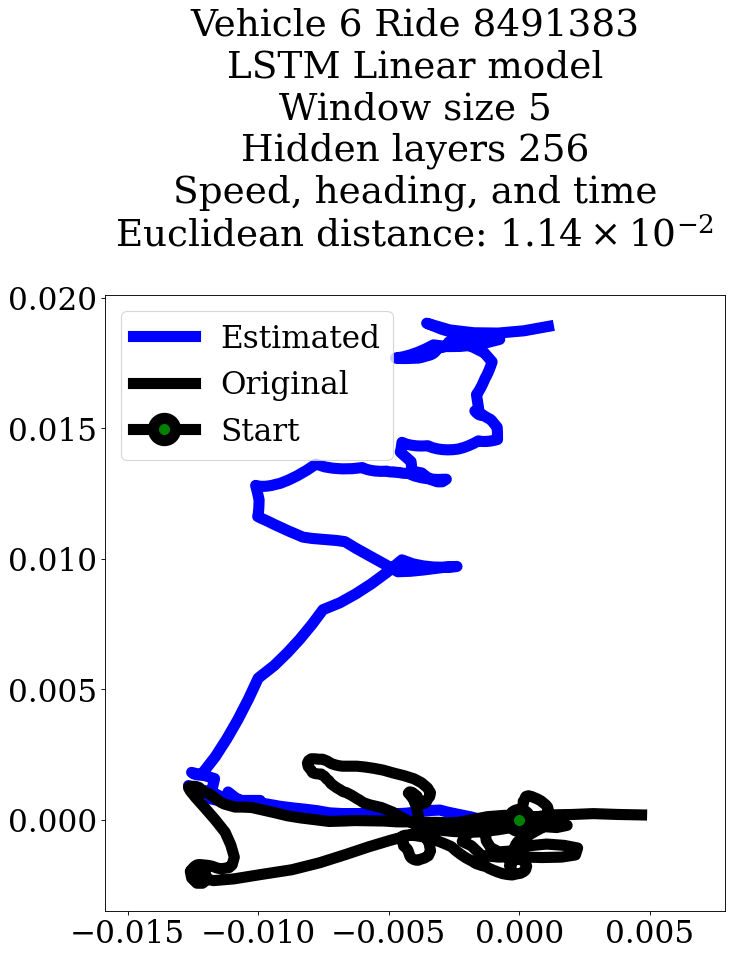 Vehicle 6 Ride 8491383
LSTM Linear model
Window size 5
Hidden layers 256
Speed, heading, and time
Euclidean distance: 1.14 × 10⁻²
0.020
0.015
0.010
0.005
0.000
Estimated
Original
Start
−0.015 −0.010 −0.005 0.000 0.005